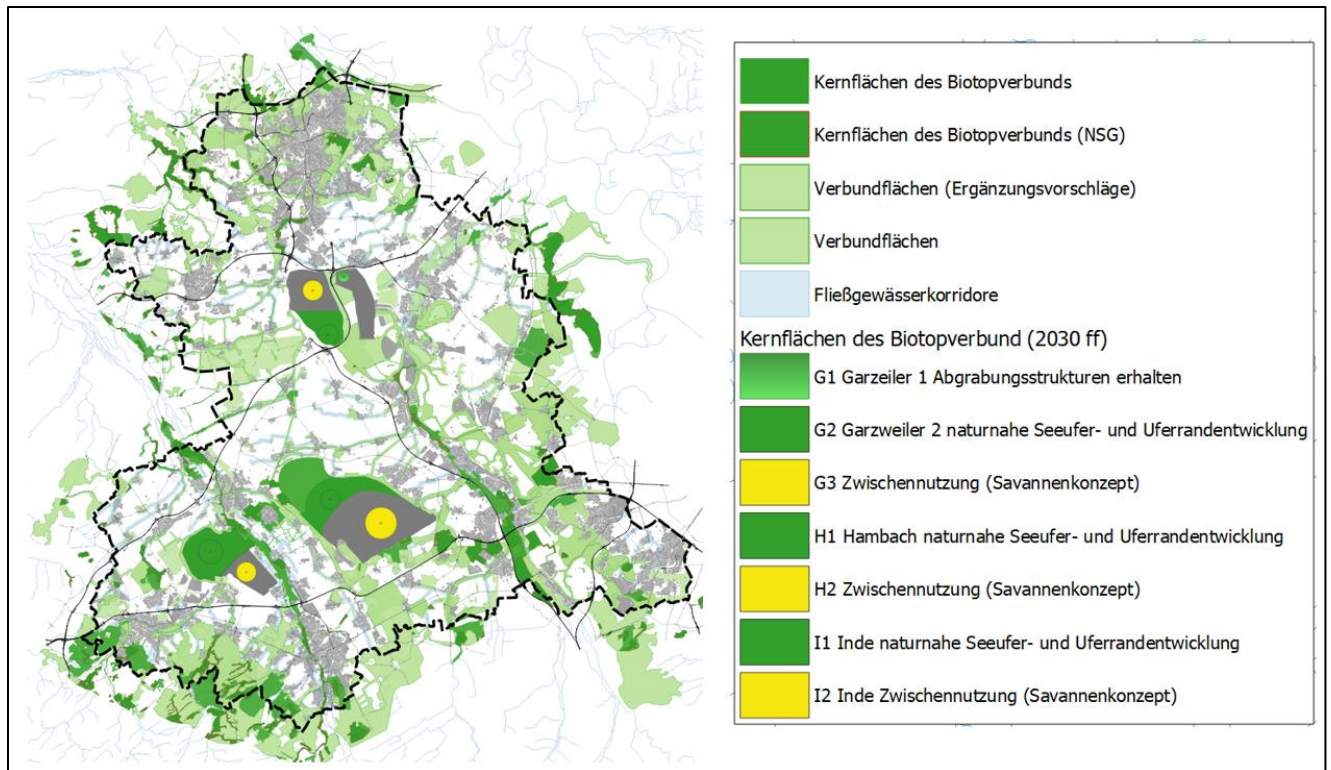 Kernflächen des Biotopverbunds
Kernflächen des Biotopverbunds (NSG)
Verbundflächen (Ergänzungsvorschläge)
Verbundflächen
Fließgewässerkorridore
Kernflächen des Biotopverbund (2030 ff)
G1 Garzeiler 1 Abgrabungsstrukturen erhalten
G2 Garzweiler 2 naturnahe Seeufer- und Uferrandentwicklung
G3 Zwischennutzung (Savannenkonzept)
H1 Hambach naturnahe Seeufer- und Uferrandentwicklung
H2 Zwischennutzung (Savannenkonzept)
I1 Inde naturnahe Seeufer- und Uferrandentwicklung
I2 Inde Zwischennutzung (Savannenkonzept)